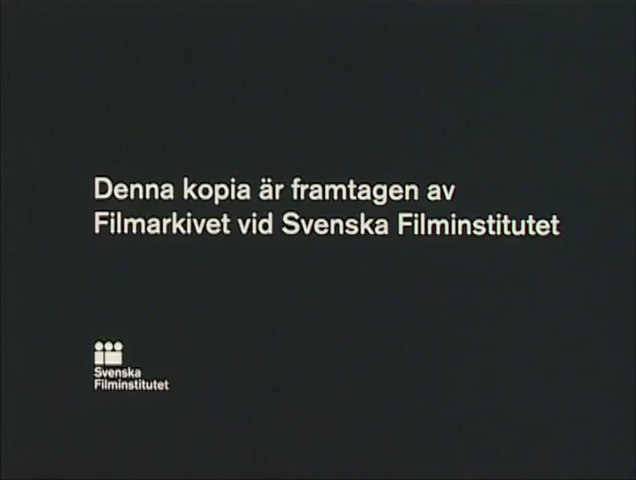 Denna kopia är framtagen av
Filmarkivet vid Svenska Filminstitutet
Svenska
Filminstitutet